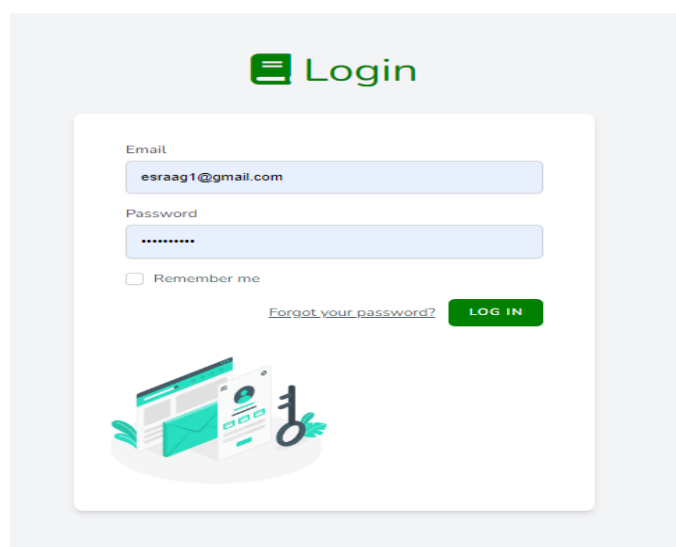 Login
Email
esraag1@gmail.com
Password
••••••••••
Remember me
Forgot your password? LOG IN